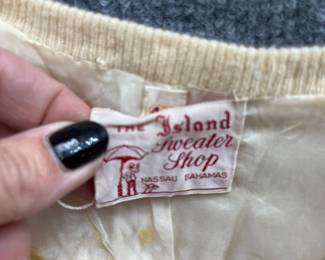 THE Island
Sweater
Shop
NASSAU BAHAMAS